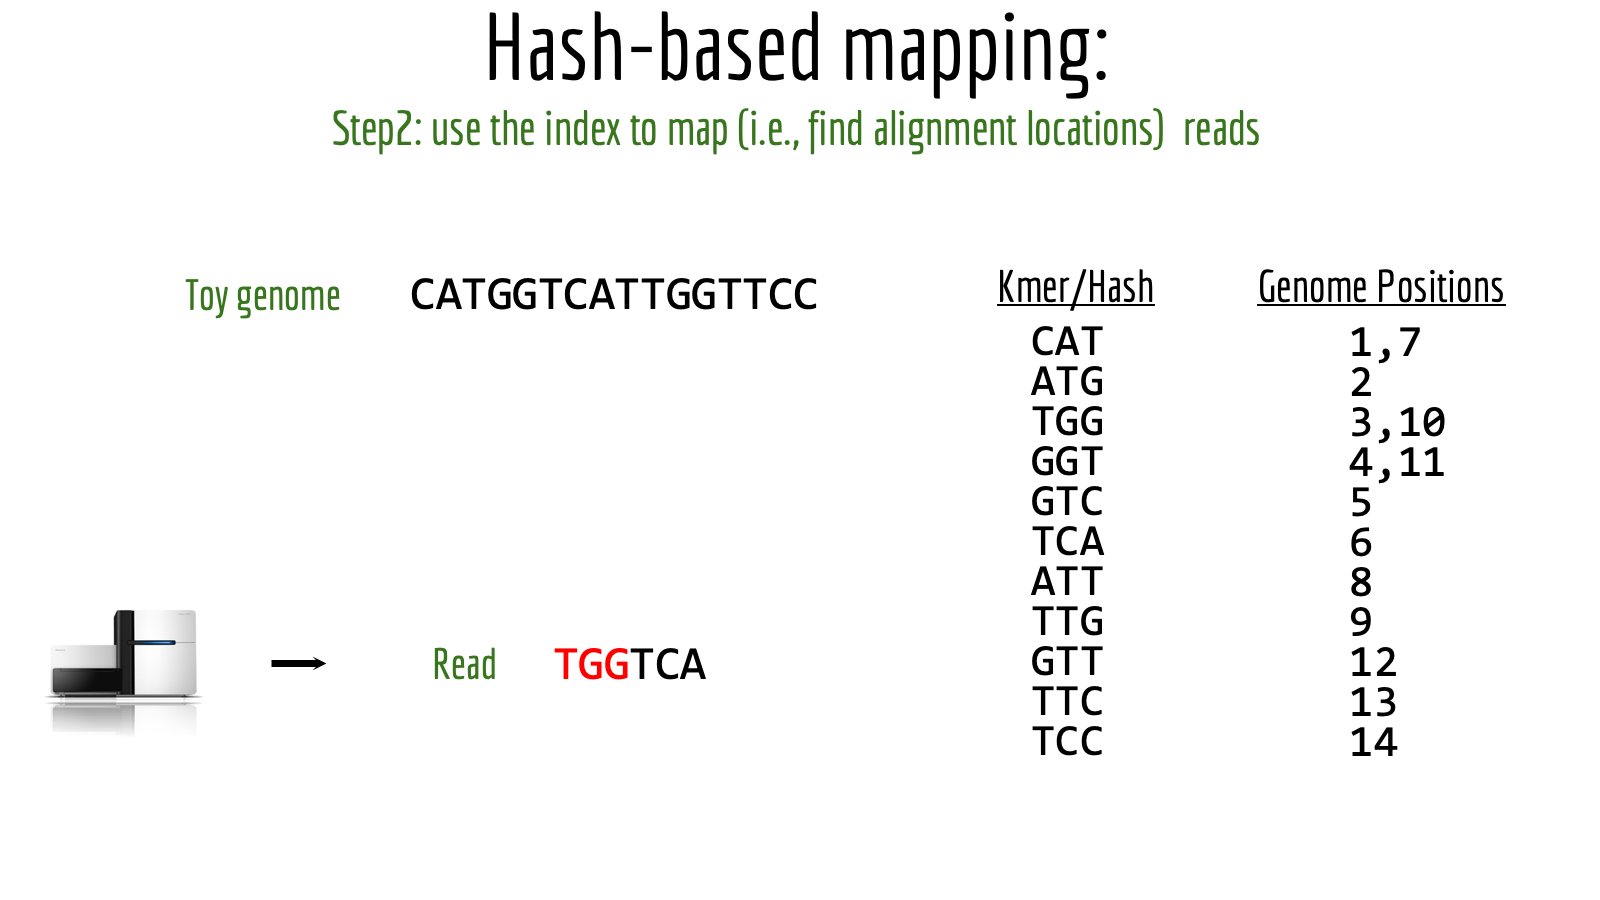 Hash-based mapping:
Step2: use the index to map (i.e., find alignment locations) reads
Toy genome CATGGTCATTGGTTCC
Kmer/Hash Genome Positions
CAT 1,7
ATG 2
TGG 3,10
GGT 4,11
GTC 5
TCA 6
ATT 8
TTG 9
GTT 12
TTC 13
TCC 14
Read TGGTCA